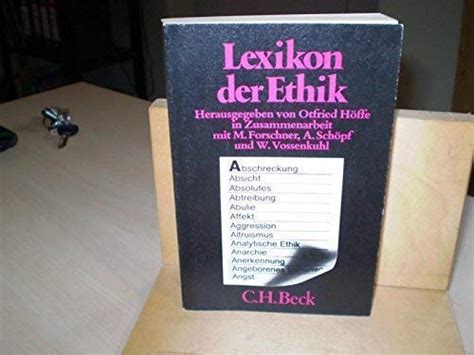 Lexikon
der Ethik
Herausgegeben von Otfried Höffe
in Zusammenarbeit
mit M. Forschner, A. Schöpf
und W. Vossenkuhl
Abschreckung
Absicht
Absolutes
Abtreibung
Abulie
Affekt
Aggression
Altruismus
Analytische Ethik
Anarchie
Anerkennung
Angeborenes
Angst
C.H.Beck